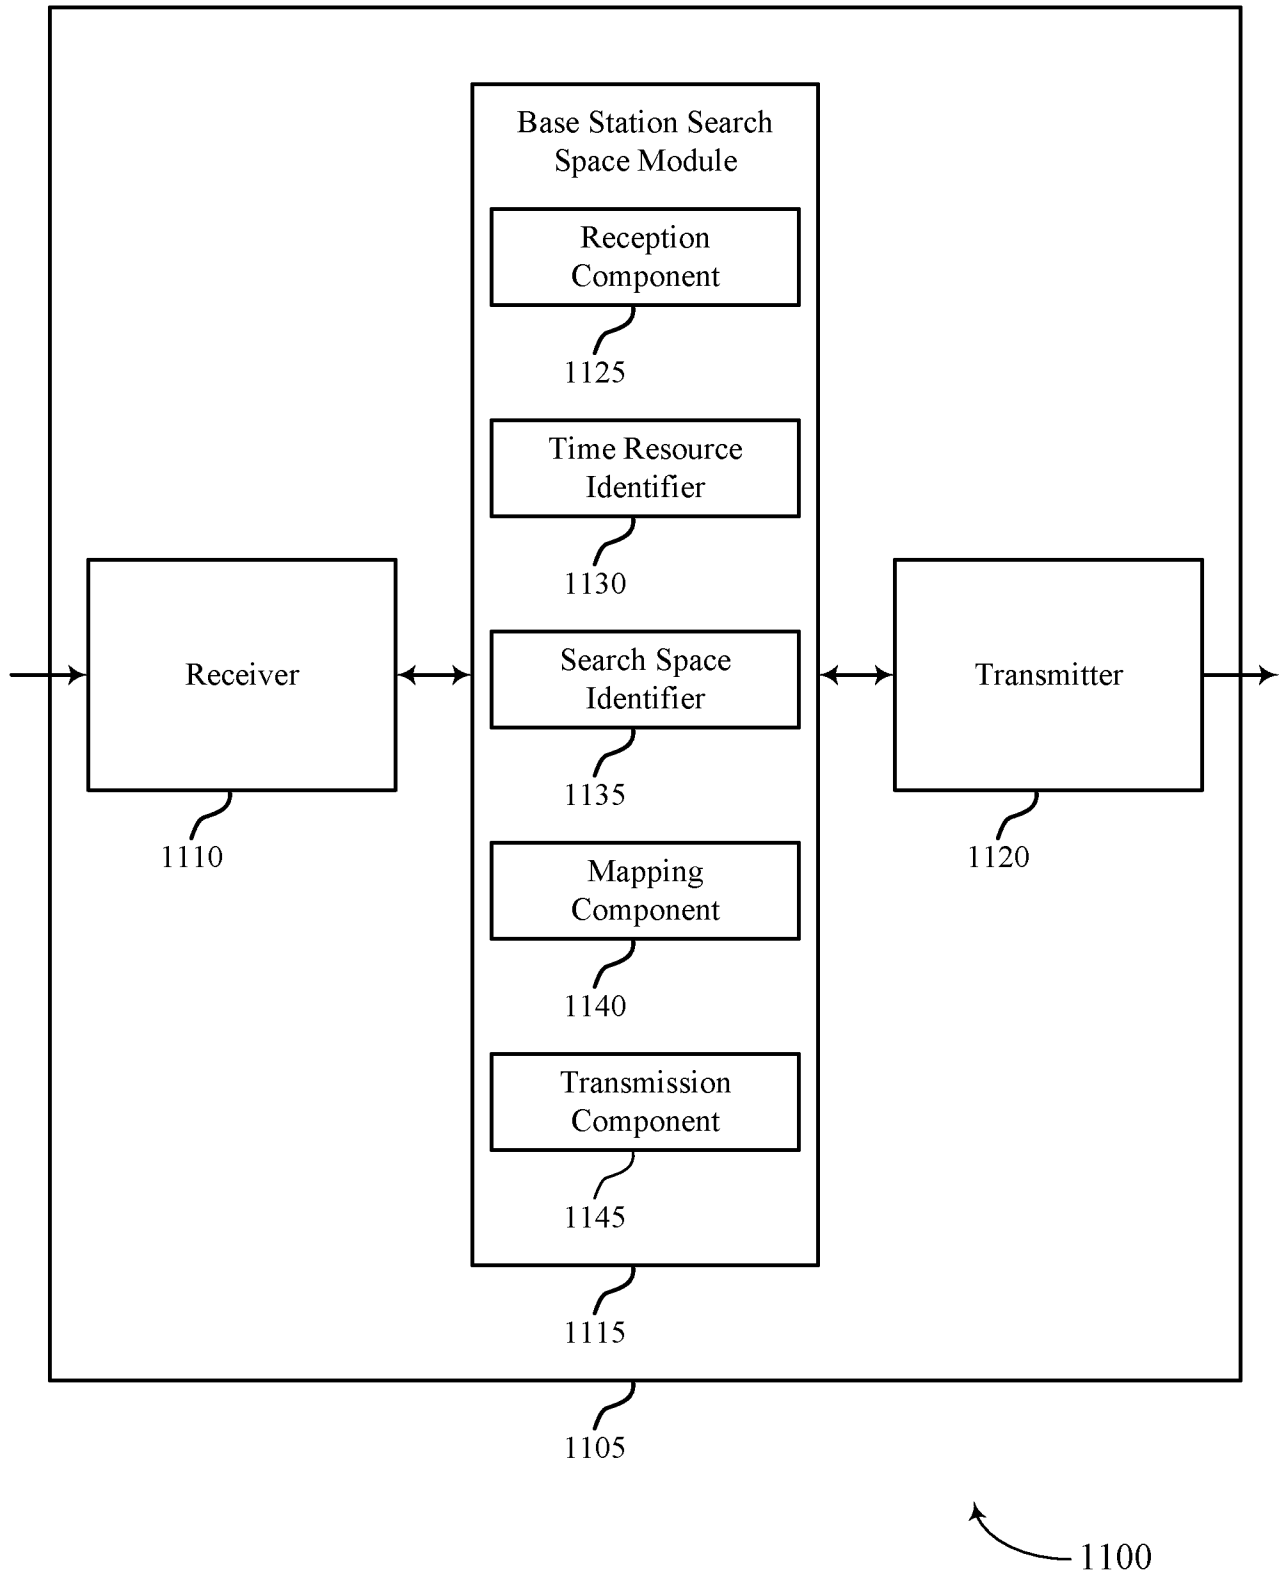 Base Station Search
Space Module
Reception
Component
1125
Time Resource
Identifier
1130
Receiver
1110
Search Space
Identifier
1135
Transmitter
1120
Mapping
Component
1140
Transmission
Component
1145
1115
1105
1100